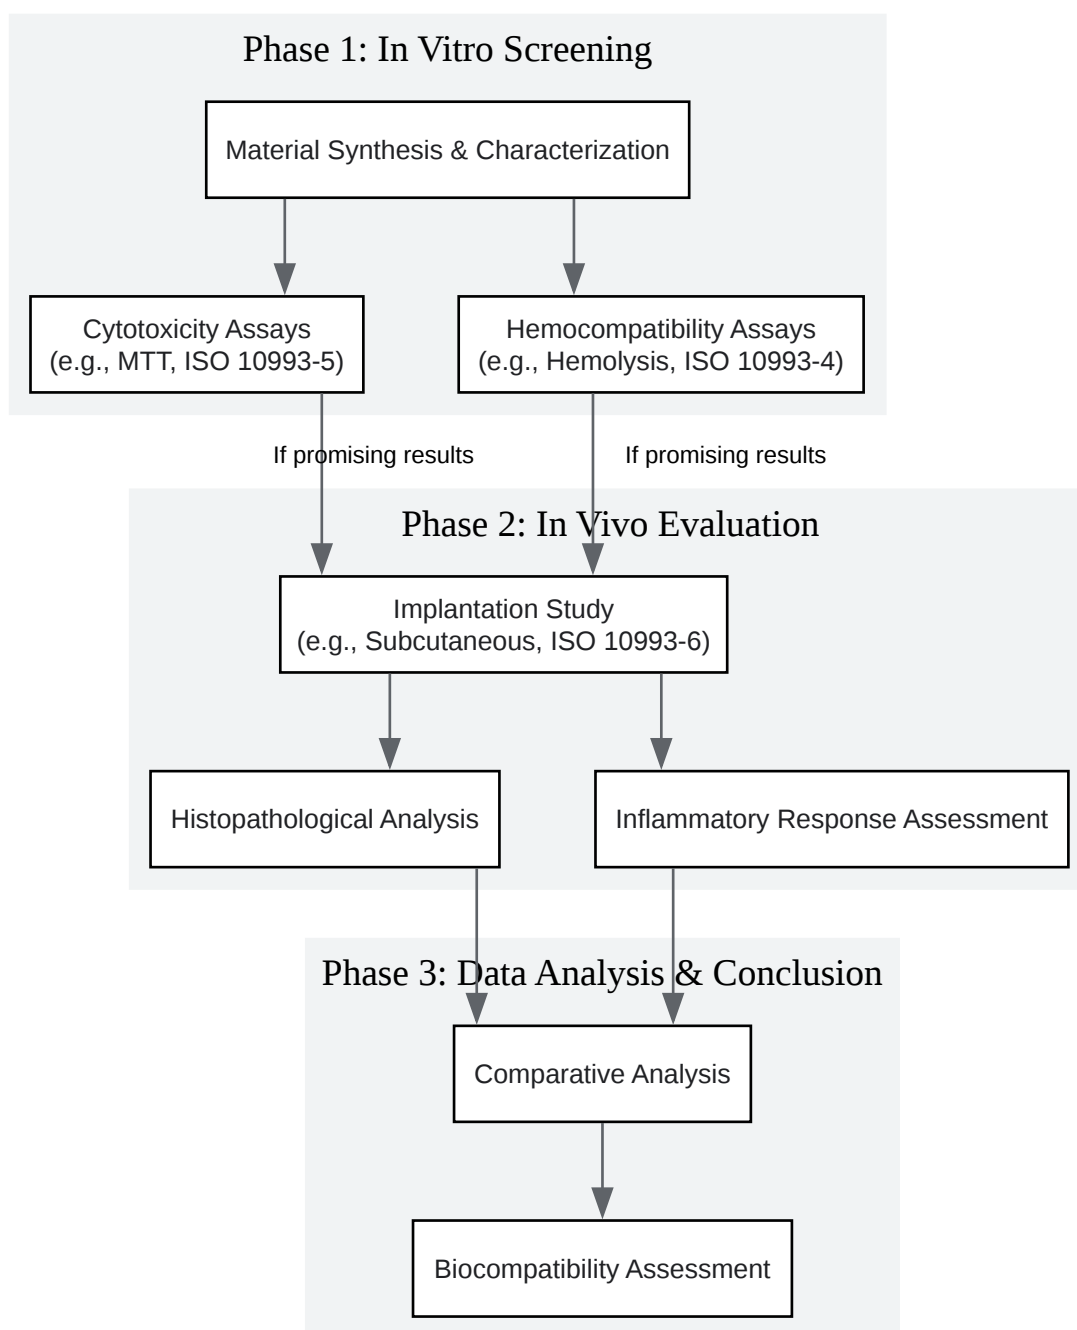 Phase 1: In Vitro Screening
Material Synthesis & Characterization
Cytotoxicity Assays
(e.g., MTT, ISO 10993-5)
Hemocompatibility Assays
(e.g., Hemolysis, ISO 10993-4)
If promising results
If promising results
Phase 2: In Vivo Evaluation
Implantation Study
(e.g., Subcutaneous, ISO 10993-6)
Histopathological Analysis
Inflammatory Response Assessment
Phase 3: Data Analysis & Conclusion
Comparative Analysis
Biocompatibility Assessment